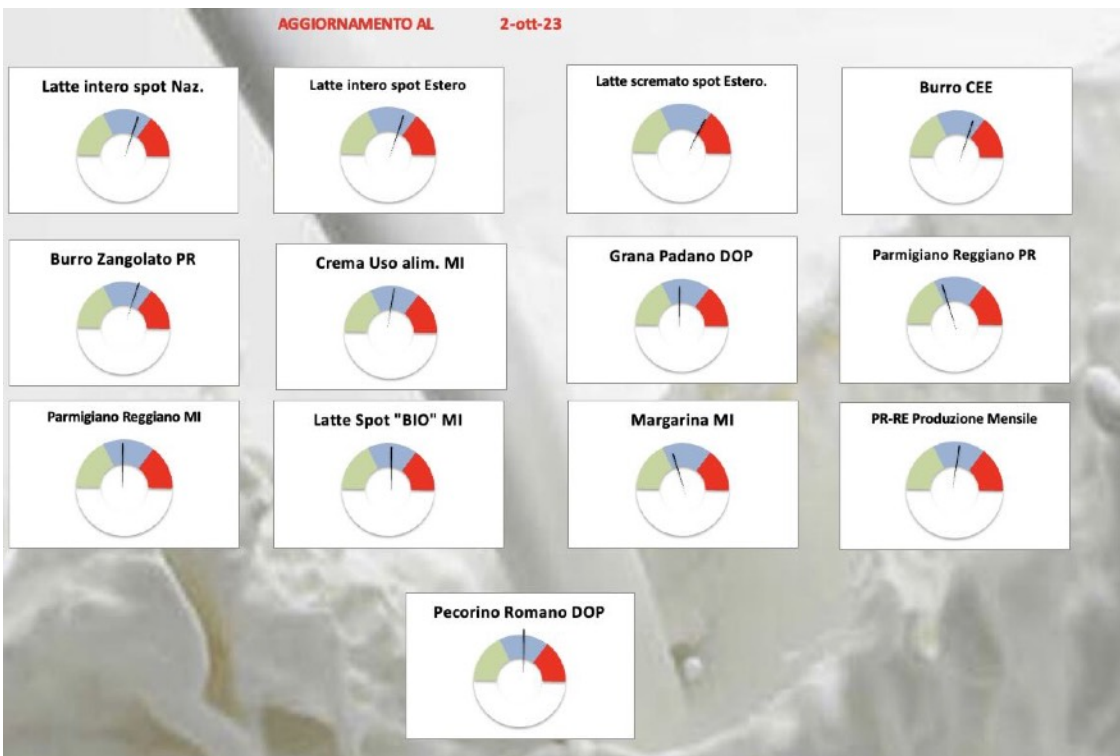 AGGIORNAMENTO AL 2-ott-23
Latte intero spot Naz.
Latte intero spot Estero
Latte scremato spot Estero.
Burro CEE
Burro Zangolato PR
Crema Uso alim. MI
Grana Padano DOP
Parmigiano Reggiano PR
Parmigiano Reggiano MI
Latte Spot "BIO" MI
Margarina MI
PR-RE Produzione Mensile
Pecorino Romano DOP